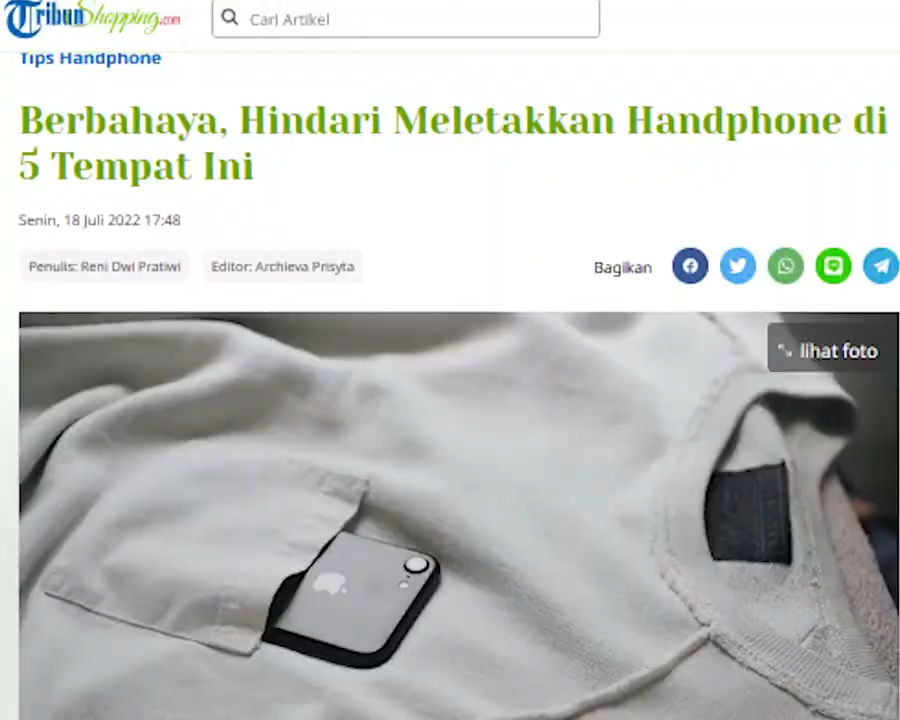 TribunShopping.com
Cari Artikel
Tips Handphone
Berbahaya, Hindari Meletakkan Handphone di
5 Tempat Ini
Senin, 18 Juli 2022 17:48
Penulis: Reni Dwi Pratiwi
Editor: Archieva Prisyta
Bagikan
lihat foto